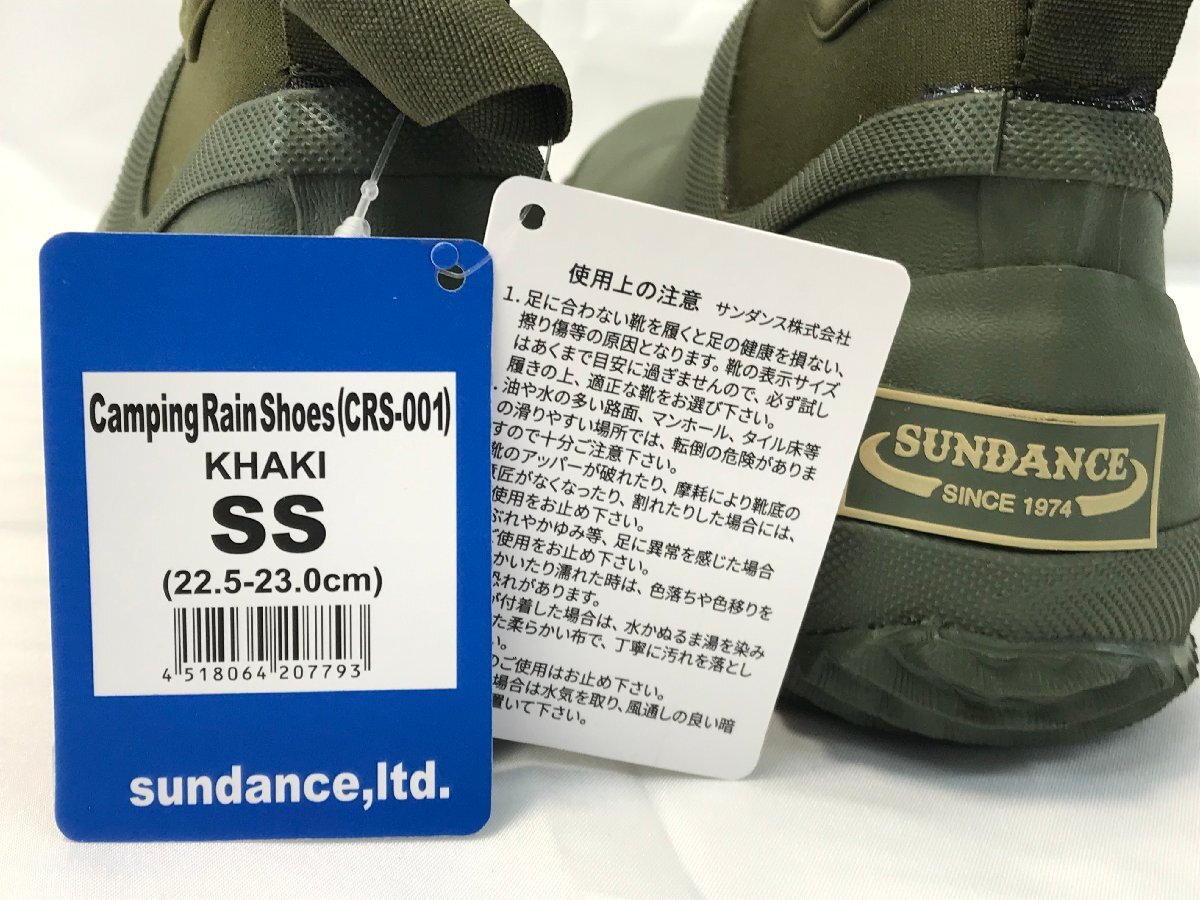 Camping Rain Shoes (CRS-001)
KHAKI
SS
(22.5-23.0cm)
4 518064 207793
sundance,ltd.
使用上の注意 サンダンス株式会社
1. 足に合わない靴を履くと足の健康を損ない、
擦り傷等の原因となります。靴の表示サイズ
はあくまで目安に過ぎませんので、必ず試し
履きの上、適正な靴をお選び下さい。
油や水の多い路面、マンホール、タイル床等
の滑りやすい場所では、転倒の危険がありま
すので十分ご注意下さい。
靴のアッパーが破れたり、摩耗により靴底の
意匠がなくなったり、割れたりした場合には、
使用をお止め下さい。
ぶれやかゆみ等、足に異常を感じた場合
ご使用をお止め下さい。
かいたり濡れた時は、色落ちや色移りを
恐れがあります。
が付着した場合は、水かぬるま湯を染み
た柔らかい布で、丁寧に汚れを落とし
い。
のご使用はお止め下さい。
場合は水気を取り、風通しの良い暗
置いて下さい。
SUNDANCE
SINCE 1974